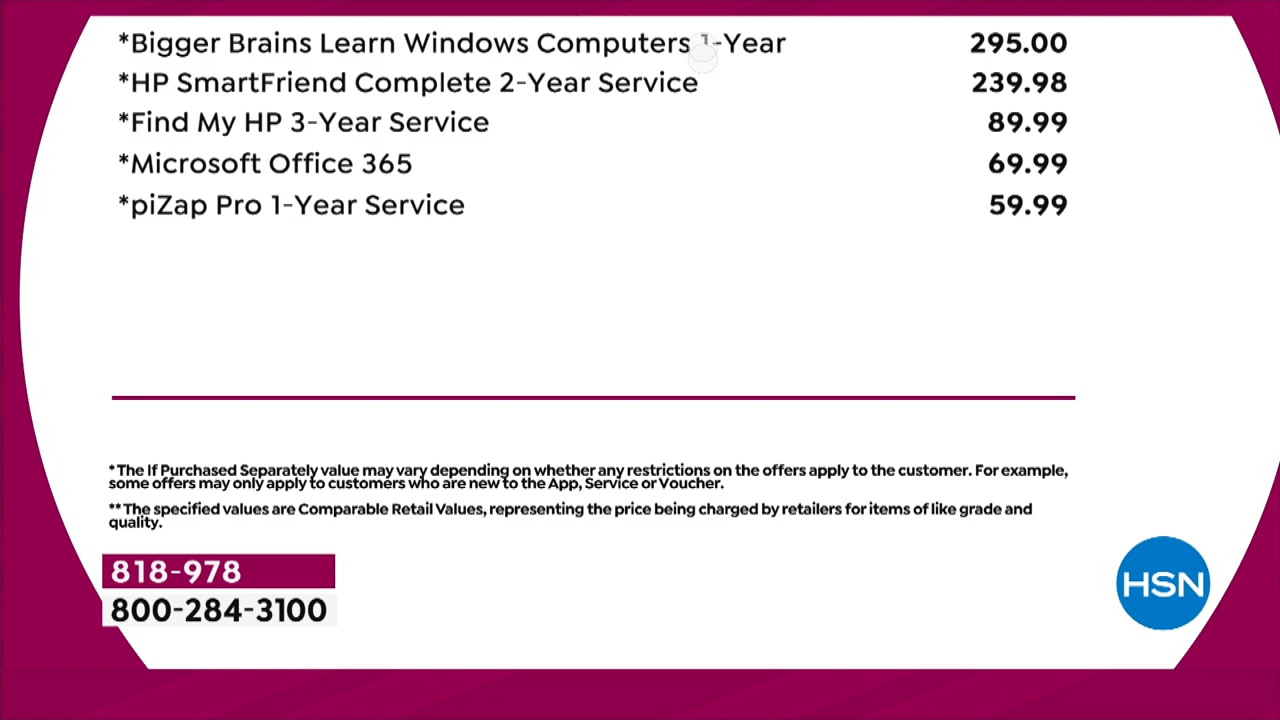 *Bigger Brains Learn Windows Computers 1-Year 295.00
*HP SmartFriend Complete 2-Year Service 239.98
*Find My HP 3-Year Service 89.99
*Microsoft Office 365 69.99
*piZap Pro 1-Year Service 59.99
* The If Purchased Separately value may vary depending on whether any restrictions on the offers apply to the customer. For example,
some offers may only apply to customers who are new to the App, Service or Voucher.
** The specified values are Comparable Retail Values, representing the price being charged by retailers for items of like grade and
quality.
818-978
800-284-3100
HSN